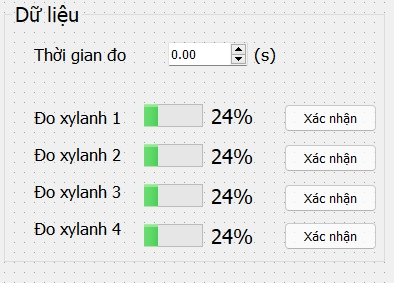 Dữ liệu
Thời gian đo 0.00 (s)
Đo xylanh 1 24% Xác nhận
Đo xylanh 2 24% Xác nhận
Đo xylanh 3 24% Xác nhận
Đo xylanh 4 24% Xác nhận